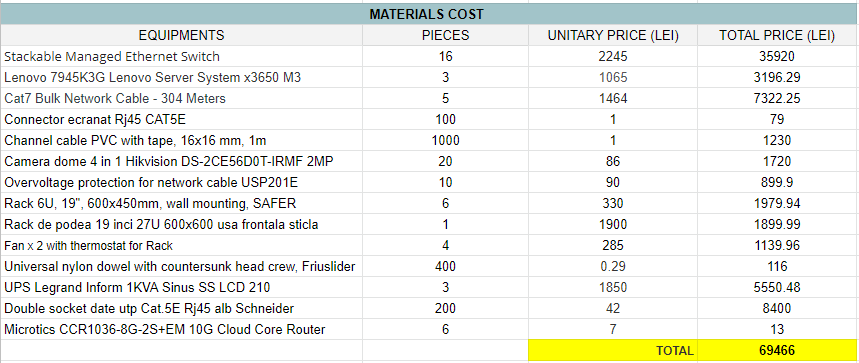 MATERIALS COST
EQUIPMENTS PIECES UNITARY PRICE (LEI) TOTAL PRICE (LEI)
Stackable Managed Ethernet Switch 16 2245 35920
Lenovo 7945K3G Lenovo Server System x3650 M3 3 1065 3196.29
Cat7 Bulk Network Cable - 304 Meters 5 1464 7322.25
Connector ecranat Rj45 CAT5E 100 1 79
Channel cable PVC with tape, 16x16 mm, 1m 1000 1 1230
Camera dome 4 in 1 Hikvision DS-2CE56D0T-IRMF 2MP 20 86 1720
Overvoltage protection for network cable USP201E 10 90 899.9
Rack 6U, 19", 600x450mm, wall mounting, SAFER 6 330 1979.94
Rack de podea 19 inci 27U 600x600 usa frontala sticla 1 1900 1899.99
Fan x 2 with thermostat for Rack 4 285 1139.96
Universal nylon dowel with countersunk head crew, Friuslider 400 0.29 116
UPS Legrand Inform 1KVA Sinus SS LCD 210 3 1850 5550.48
Double socket date utp Cat.5E Rj45 alb Schneider 200 42 8400
Microtics CCR1036-8G-2S+EM 10G Cloud Core Router 6 7 13
TOTAL 69466